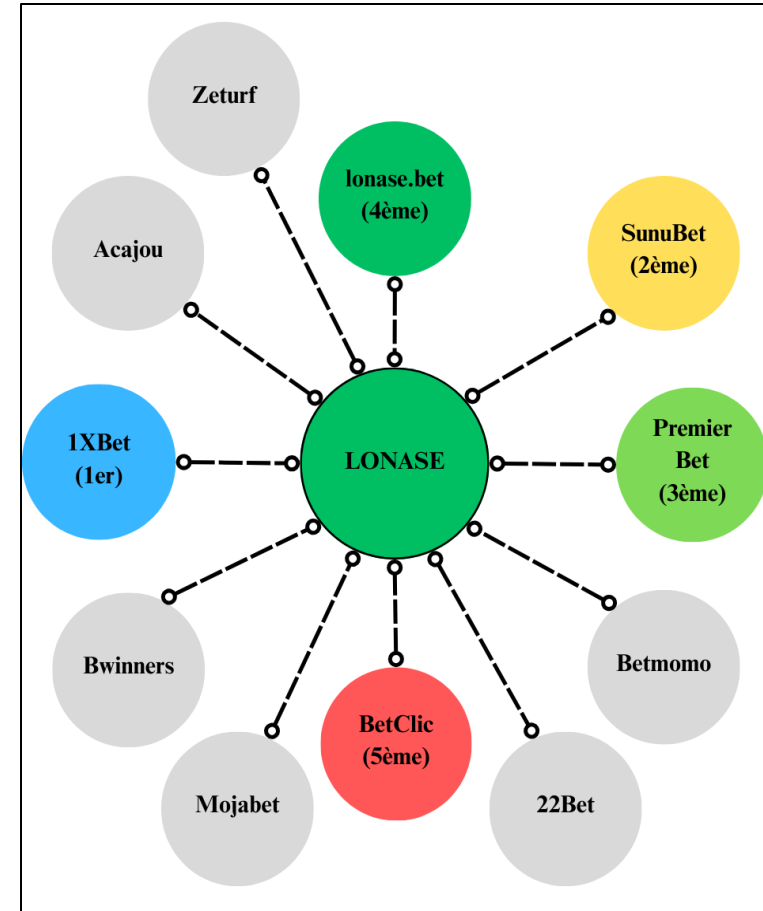 Zeturf
lonase.bet
(4ème)
SunuBet
(2ème)
Acajou
1XBet
(1er)
LONASE
Premier
Bet
(3ème)
Bwinners
Betmomo
BetClic
(5ème)
Mojabet
22Bet